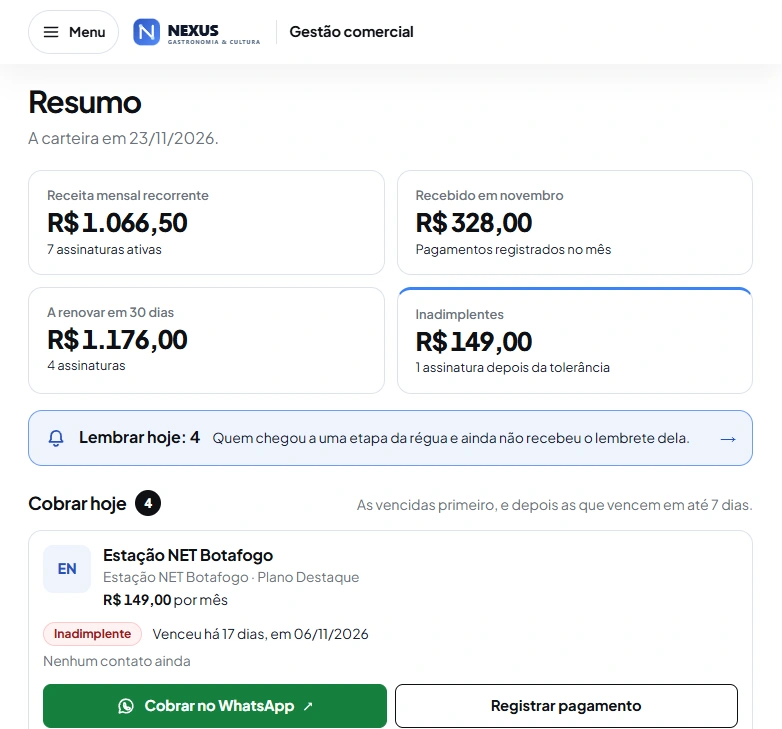 Menu
NEXUS
GASTRONOMIA & CULTURA
Gestão comercial
Resumo
A carteira em 23/11/2026.
Receita mensal recorrente
R$ 1.066,50
7 assinaturas ativas
Recebido em novembro
R$ 328,00
Pagamentos registrados no mês
A renovar em 30 dias
R$ 1.176,00
4 assinaturas
Inadimplentes
R$ 149,00
1 assinatura depois da tolerância
Lembrar hoje: 4 Quem chegou a uma etapa da régua e ainda não recebeu o lembrete dela. →
Cobrar hoje 4
As vencidas primeiro, e depois as que vencem em até 7 dias.
EN
Estação NET Botafogo
Estação NET Botafogo · Plano Destaque
R$ 149,00 por mês
Inadimplente Venceu há 17 dias, em 06/11/2026
Nenhum contato ainda
Cobrar no WhatsApp ↗
Registrar pagamento